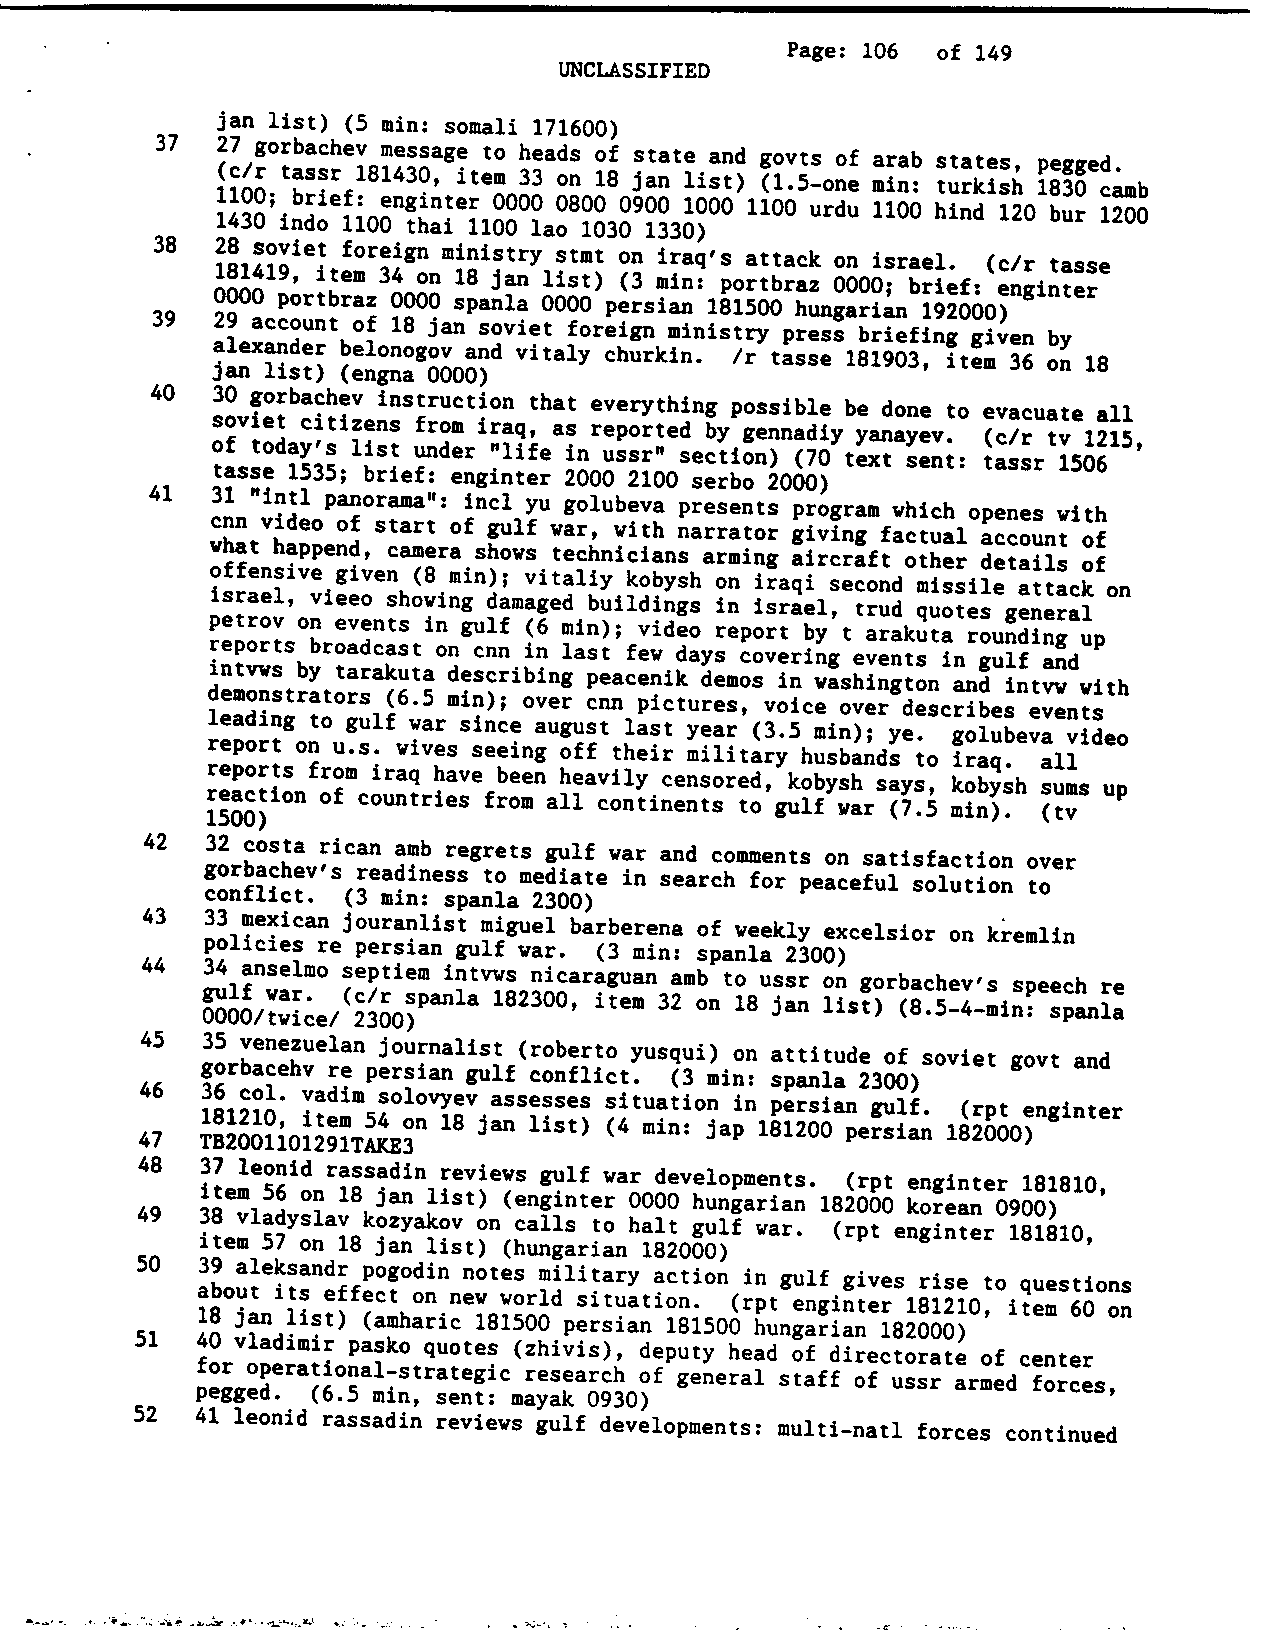 Page: 106 of 149
UNCLASSIFIED
jan list) (5 min: somali 171600)
37 27 gorbachev message to heads of state and govts of arab states, pegged.
(c/r tassr 181430, item 33 on 18 jan list) (1.5-one min: turkish 1830 camb
1100; brief: enginter 0000 0800 0900 1000 1100 urdu 1100 hind 120 bur 1200
1430 indo 1100 thai 1100 lao 1030 1330)
38 28 soviet foreign ministry stmt on iraq's attack on israel. (c/r tasse
181419, item 34 on 18 jan list) (3 min: portbraz 0000; brief: enginter
0000 portbraz 0000 spanla 0000 persian 181500 hungarian 192000)
39 29 account of 18 jan soviet foreign ministry press briefing given by
alexander belonogov and vitaly churkin. /r tasse 181903, item 36 on 18
jan list) (engna 0000)
40 30 gorbachev instruction that everything possible be done to evacuate all
soviet citizens from iraq, as reported by gennadiy yanayev. (c/r tv 1215,
of today's list under "life in ussr" section) (70 text sent: tassr 1506
tasse 1535; brief: enginter 2000 2100 serbo 2000)
41 31 "intl panorama": incl yu golubeva presents program which openes with
cnn video of start of gulf war, with narrator giving factual account of
what happend, camera shows technicians arming aircraft other details of
offensive given (8 min); vitaliy kobysh on iraqi second missile attack on
israel, vieeo showing damaged buildings in israel, trud quotes general
petrov on events in gulf (6 min); video report by t arakuta rounding up
reports broadcast on cnn in last few days covering events in gulf and
intvws by tarakuta describing peacenik demos in washington and intvw with
demonstrators (6.5 min); over cnn pictures, voice over describes events
leading to gulf war since august last year (3.5 min); ye. golubeva video
report on u.s. wives seeing off their military husbands to iraq. all
reports from iraq have been heavily censored, kobysh says, kobysh sums up
reaction of countries from all continents to gulf war (7.5 min). (tv
1500)
42 32 costa rican amb regrets gulf war and comments on satisfaction over
gorbachev's readiness to mediate in search for peaceful solution to
conflict. (3 min: spanla 2300)
43 33 mexican jouranlist miguel barberena of weekly excelsior on kremlin
policies re persian gulf war. (3 min: spanla 2300)
44 34 anselmo septiem intvws nicaraguan amb to ussr on gorbachev's speech re
gulf war. (c/r spanla 182300, item 32 on 18 jan list) (8.5-4-min: spanla
0000/twice/ 2300)
45 35 venezuelan journalist (roberto yusqui) on attitude of soviet govt and
gorbacehv re persian gulf conflict. (3 min: spanla 2300)
46 36 col. vadim solovyev assesses situation in persian gulf. (rpt enginter
181210, item 54 on 18 jan list) (4 min: jap 181200 persian 182000)
47 TB2001101291TAKE3
48 37 leonid rassadin reviews gulf war developments. (rpt enginter 181810,
item 56 on 18 jan list) (enginter 0000 hungarian 182000 korean 0900)
49 38 vladyslav kozyakov on calls to halt gulf war. (rpt enginter 181810,
item 57 on 18 jan list) (hungarian 182000)
50 39 aleksandr pogodin notes military action in gulf gives rise to questions
about its effect on new world situation. (rpt enginter 181210, item 60 on
18 jan list) (amharic 181500 persian 181500 hungarian 182000)
51 40 vladimir pasko quotes (zhivis), deputy head of directorate of center
for operational-strategic research of general staff of ussr armed forces,
pegged. (6.5 min, sent: mayak 0930)
52 41 leonid rassadin reviews gulf developments: multi-natl forces continued